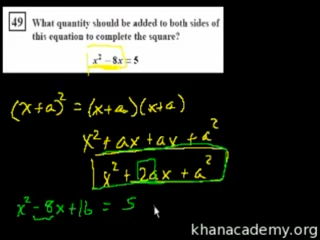 49 What quantity should be added to both sides of
this equation to complete the square?
x² - 8x = 5
(x+a)² = (x+a)(x+a)
x² + ax + ax + a²
x² + 2ax + a²
x² - 8x + 16 = 5
khanacademy.org